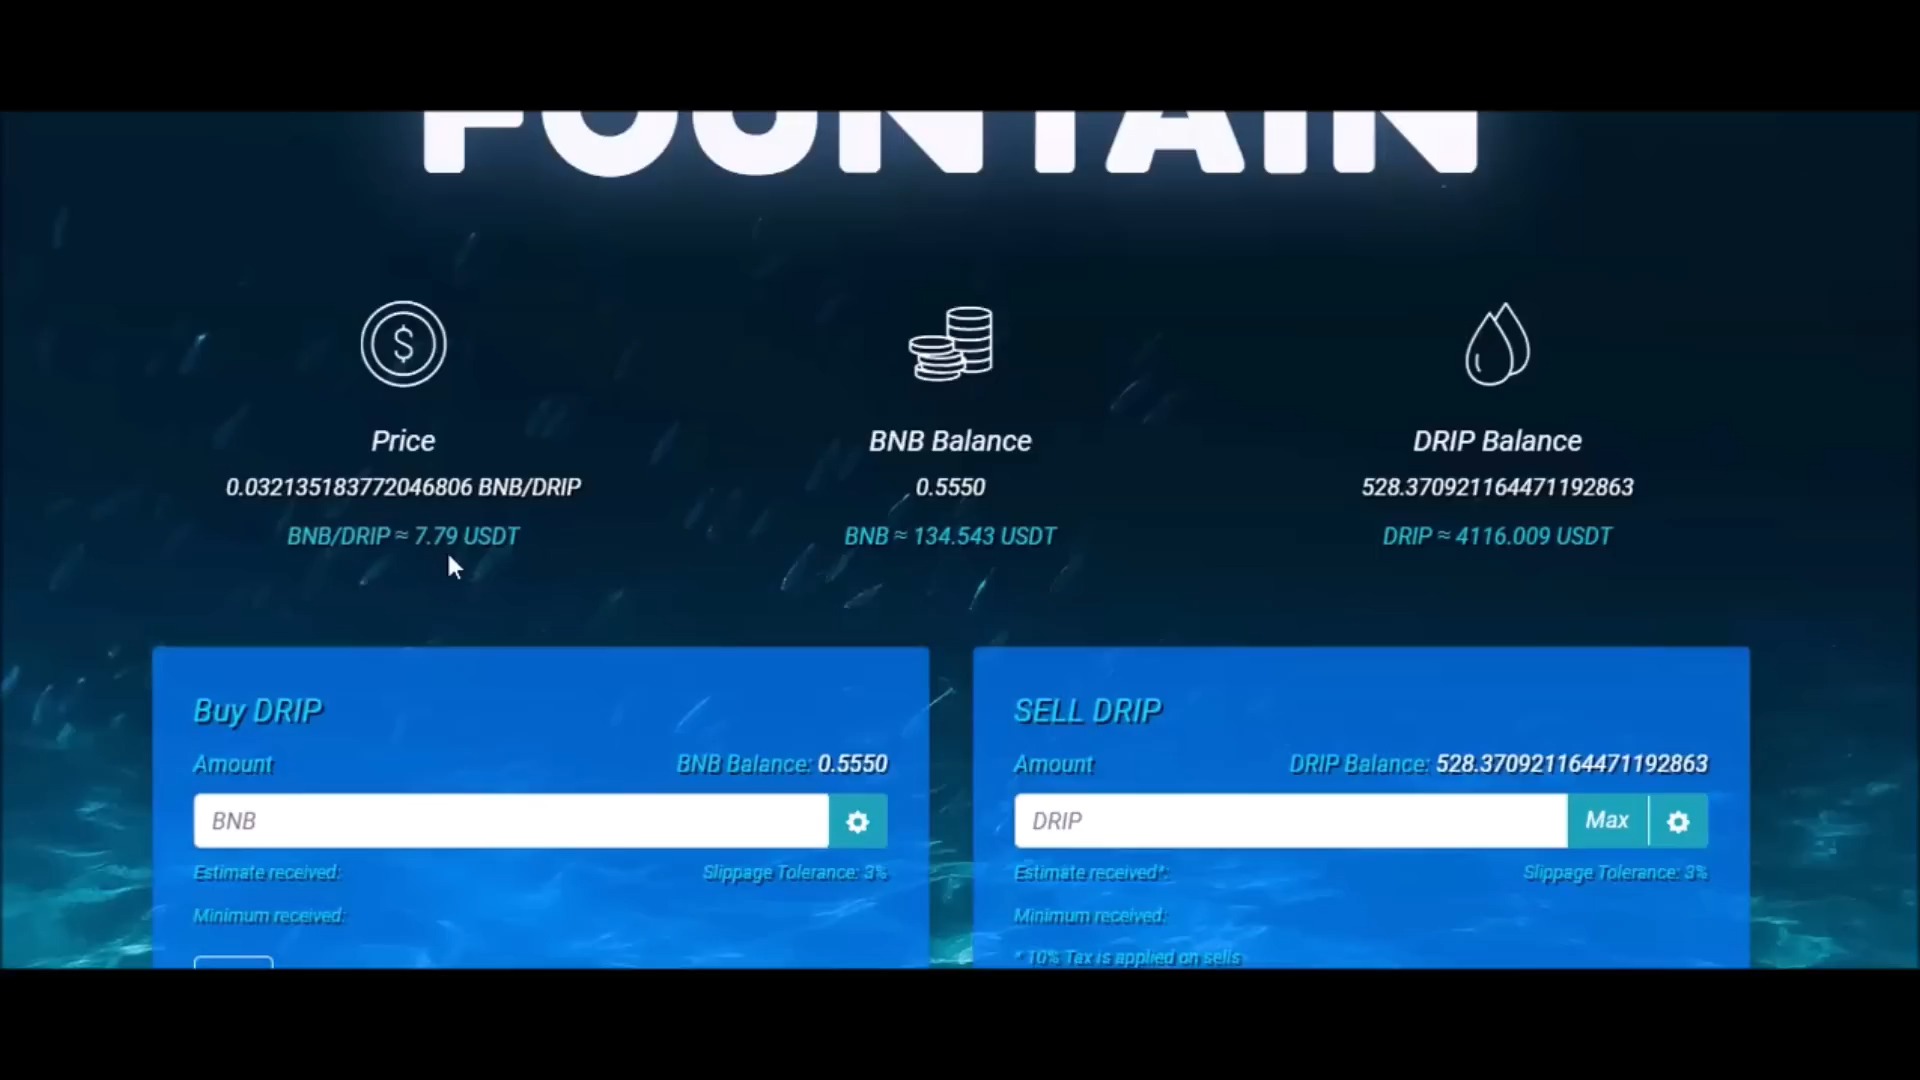 FOUNTAIN
Price
0.032135183772046806 BNB/DRIP
BNB/DRIP ≈ 7.79 USDT
BNB Balance
0.5550
BNB ≈ 134.543 USDT
DRIP Balance
528.370921164471192863
DRIP ≈ 4116.009 USDT
Buy DRIP
Amount
BNB Balance: 0.5550
BNB
Estimate received:
Slippage Tolerance: 3%
Minimum received:
SELL DRIP
Amount
DRIP Balance: 528.370921164471192863
DRIP
Max
Estimate received*:
Slippage Tolerance: 3%
Minimum received:
* 10% Tax is applied on sells